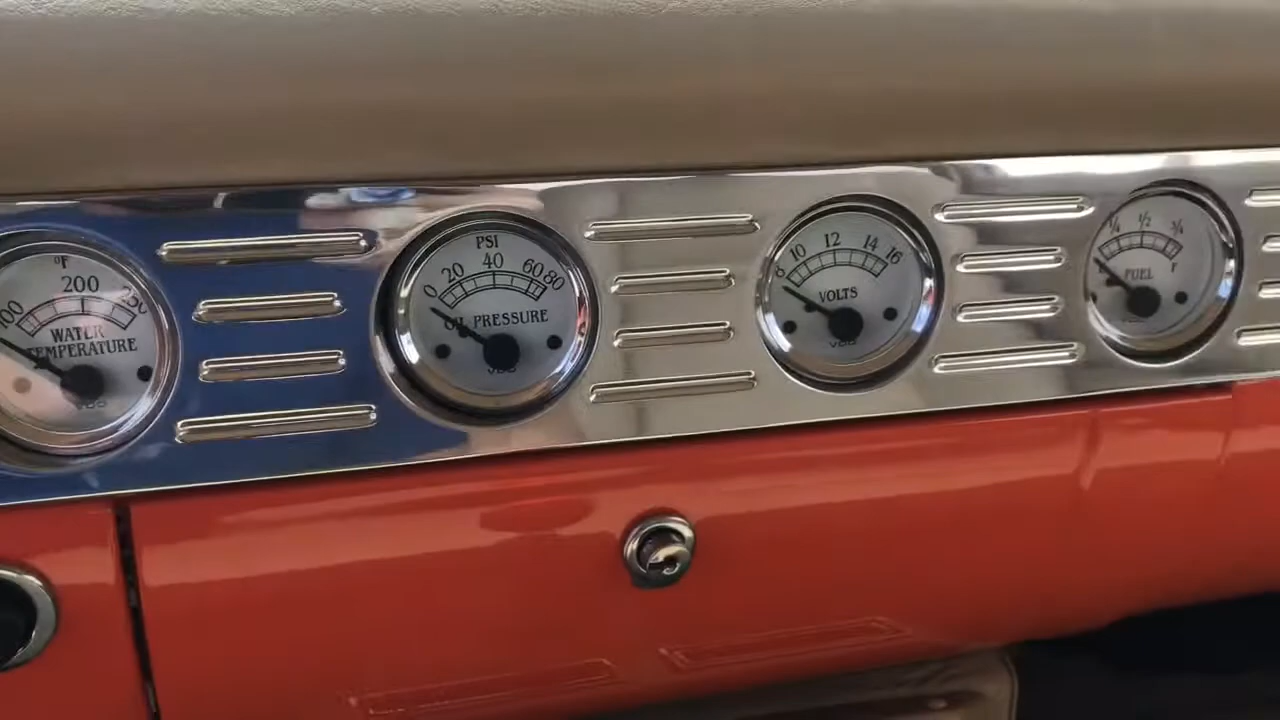 °F
100 200 250
WATER
TEMPERATURE
VDO
PSI
0 20 40 60 80
OIL PRESSURE
VDO
8 10 12 14 16
VOLTS
VDO
1/4 1/2 3/4
E F
FUEL